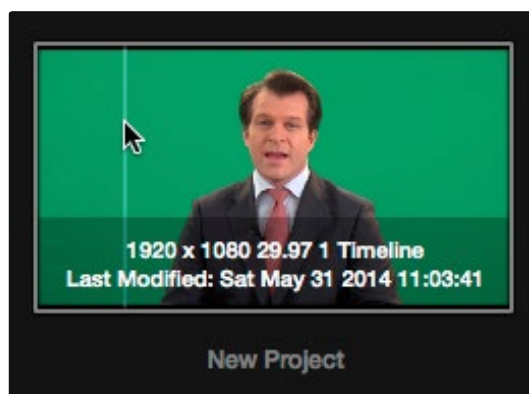 1920 x 1080 29.97 1 Timeline
Last Modified: Sat May 31 2014 11:03:41
New Project